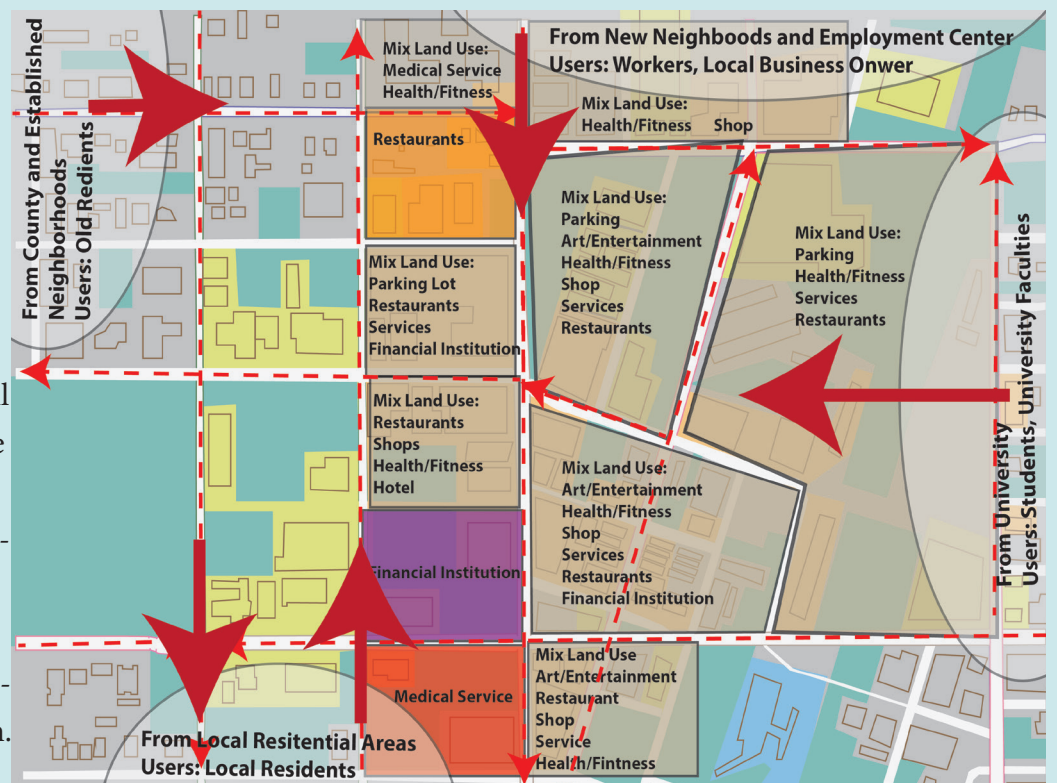 From New Neighboods and Employment Center
Users: Workers, Local Business Onwer
Mix Land Use:
Medical Service
Health/Fitness
Mix Land Use:
Health/Fitness Shop
Restaurants
From County and Established
Neighborhoods
Users: Old Redients
Mix Land Use:
Parking
Art/Entertainment
Health/Fitness
Shop
Services
Restaurants
Mix Land Use:
Parking
Health/Fitness
Services
Restaurants
Mix Land Use:
Parking Lot
Restaurants
Services
Financial Institution
Mix Land Use:
Restaurants
Shops
Health/Fitness
Hotel
Mix Land Use:
Art/Entertainment
Health/Fitness
Shop
Services
Restaurants
Financial Institution
From University
Users: Students, University Faculties
Financial Institution
Medical Service
Mix Land Use
Art/Entertainment
Restaurant
Shop
Service
Health/Fintness
From Local Resitential Areas
Users: Local Residents